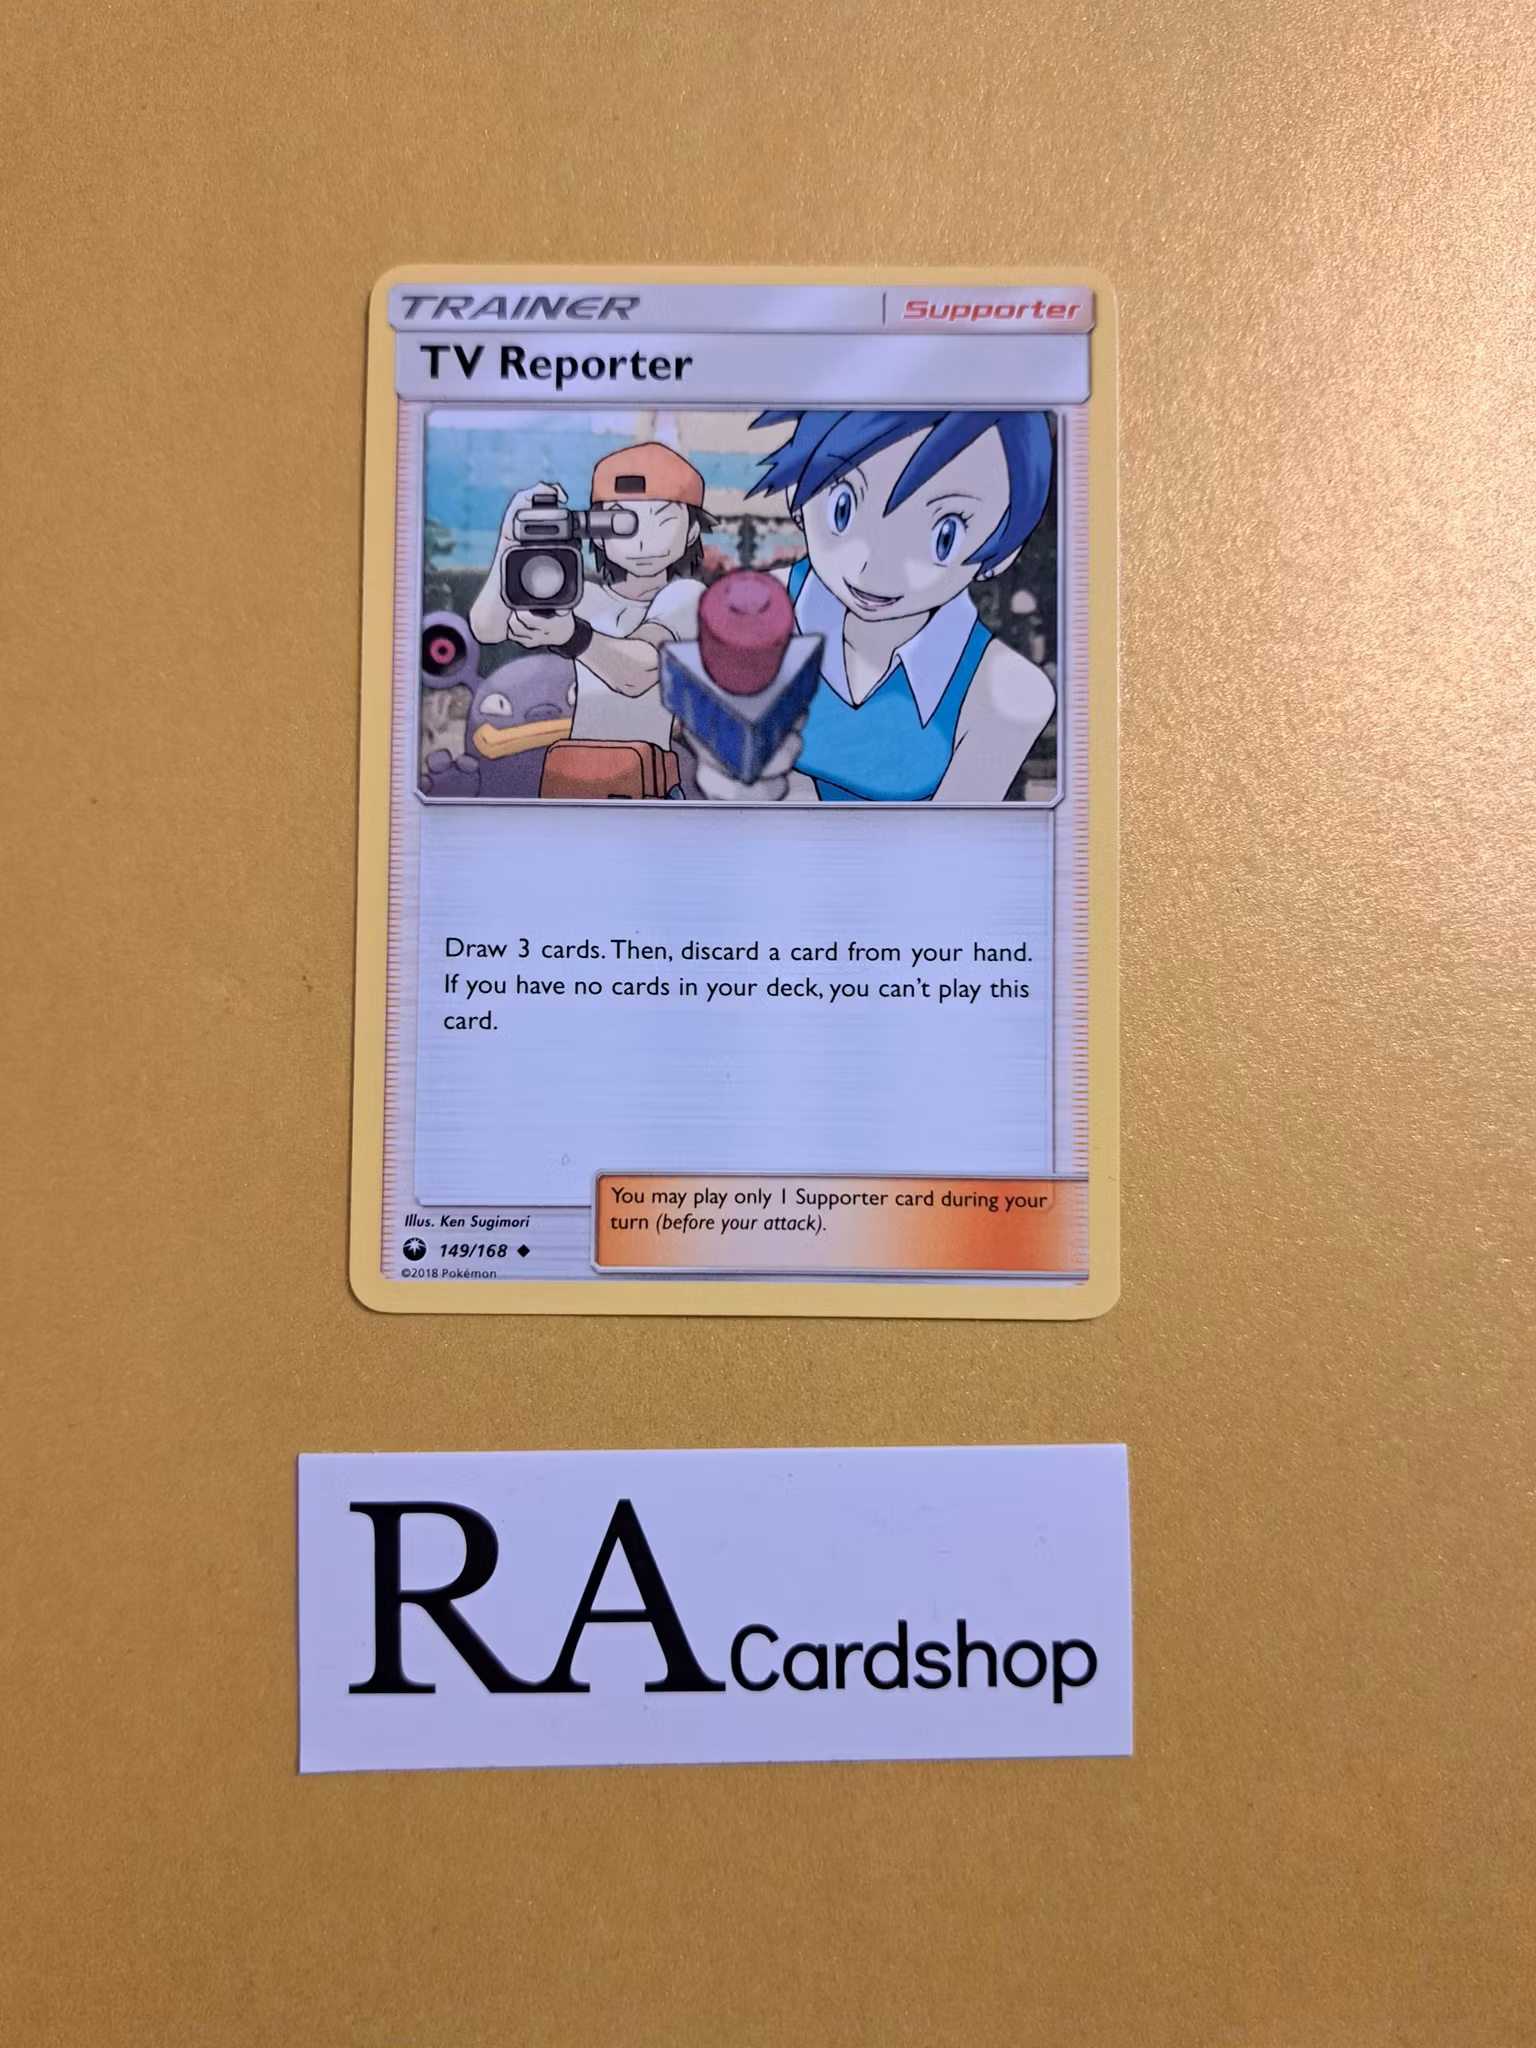 TRAINER
Supporter
TV Reporter
Draw 3 cards. Then, discard a card from your hand.
If you have no cards in your deck, you can't play this
card.
You may play only 1 Supporter card during your
turn (before your attack).
Illus. Ken Sugimori
149/168 ◆
©2018 Pokémon
RA Cardshop